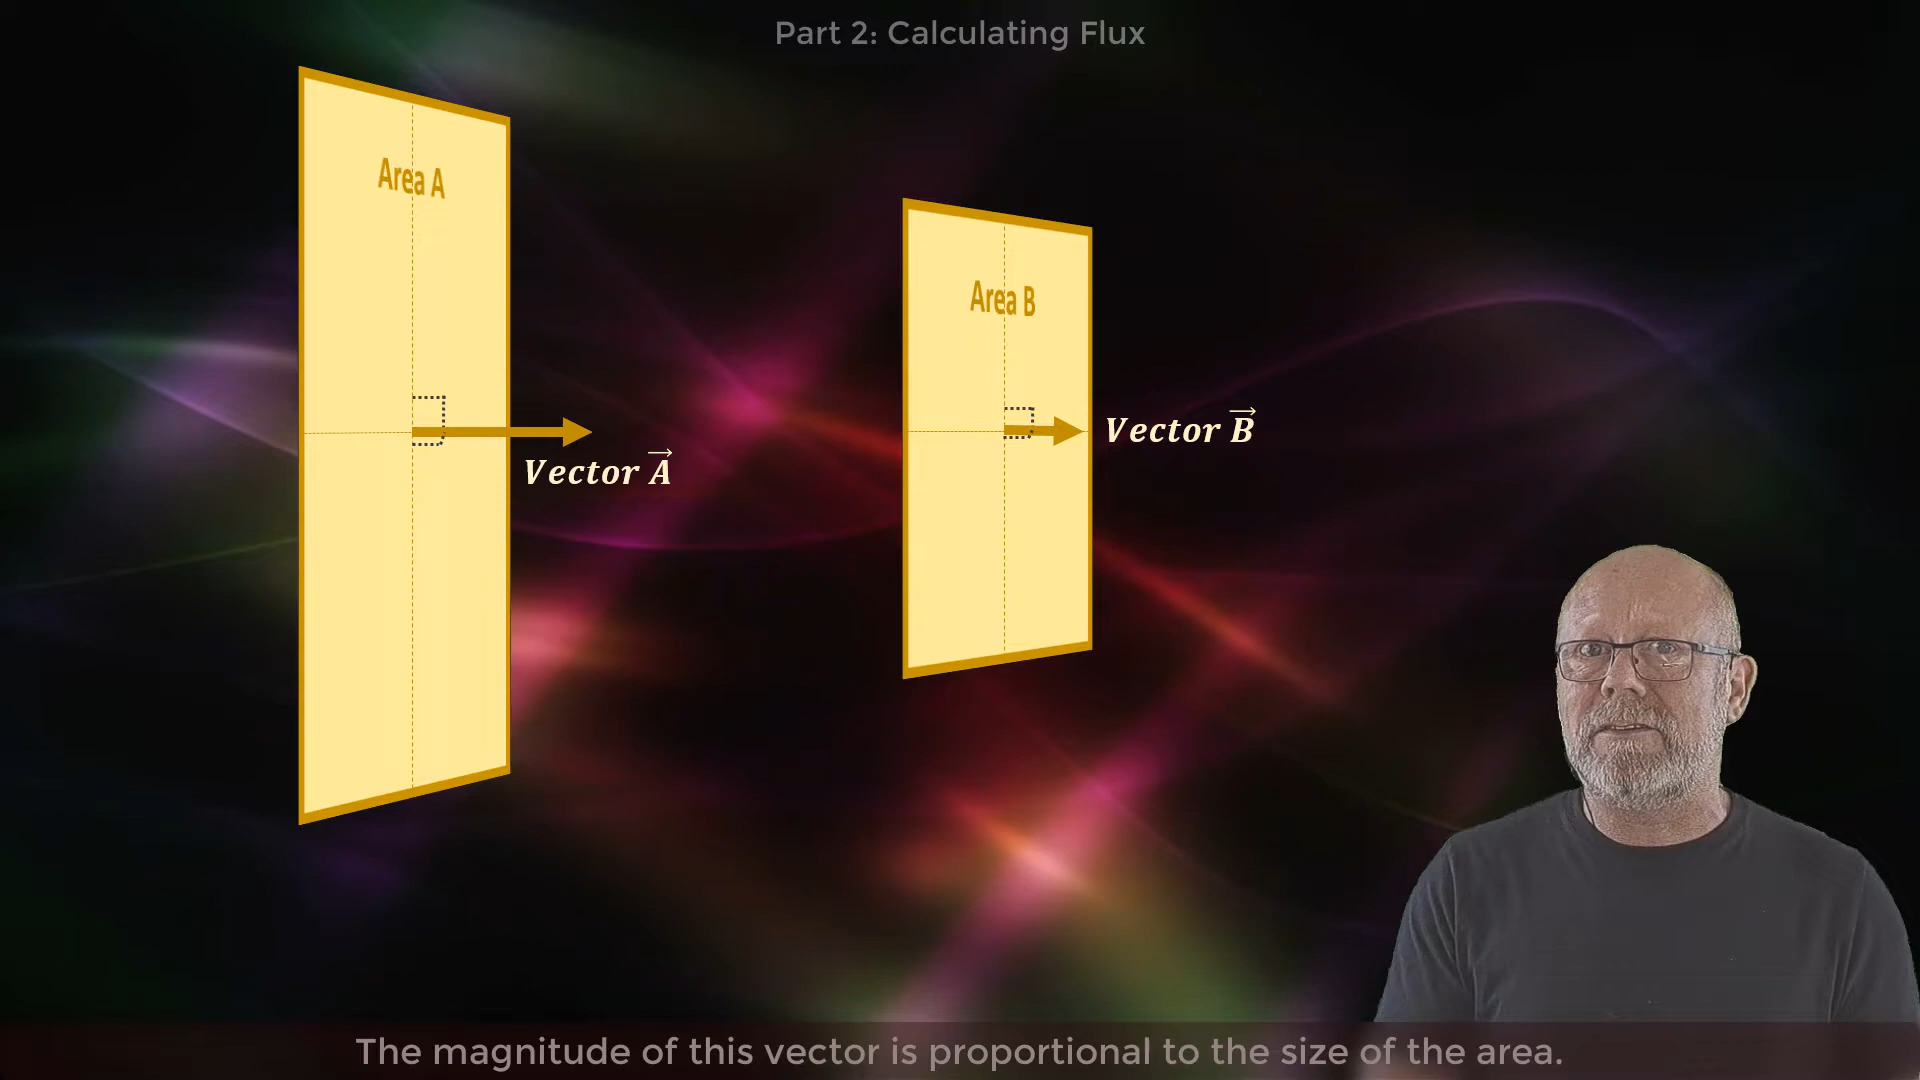 Part 2: Calculating Flux
Area A
Area B
Vector B⃗
Vector A⃗
The magnitude of this vector is proportional to the size of the area.